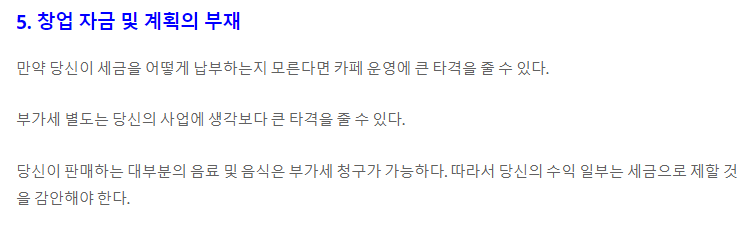 5. 창업 자금 및 계획의 부재
만약 당신이 세금을 어떻게 납부하는지 모른다면 카페 운영에 큰 타격을 줄 수 있다.
부가세 별도는 당신의 사업에 생각보다 큰 타격을 줄 수 있다.
당신이 판매하는 대부분의 음료 및 음식은 부가세 청구가 가능하다. 따라서 당신의 수익 일부는 세금으로 제할 것
을 감안해야 한다.